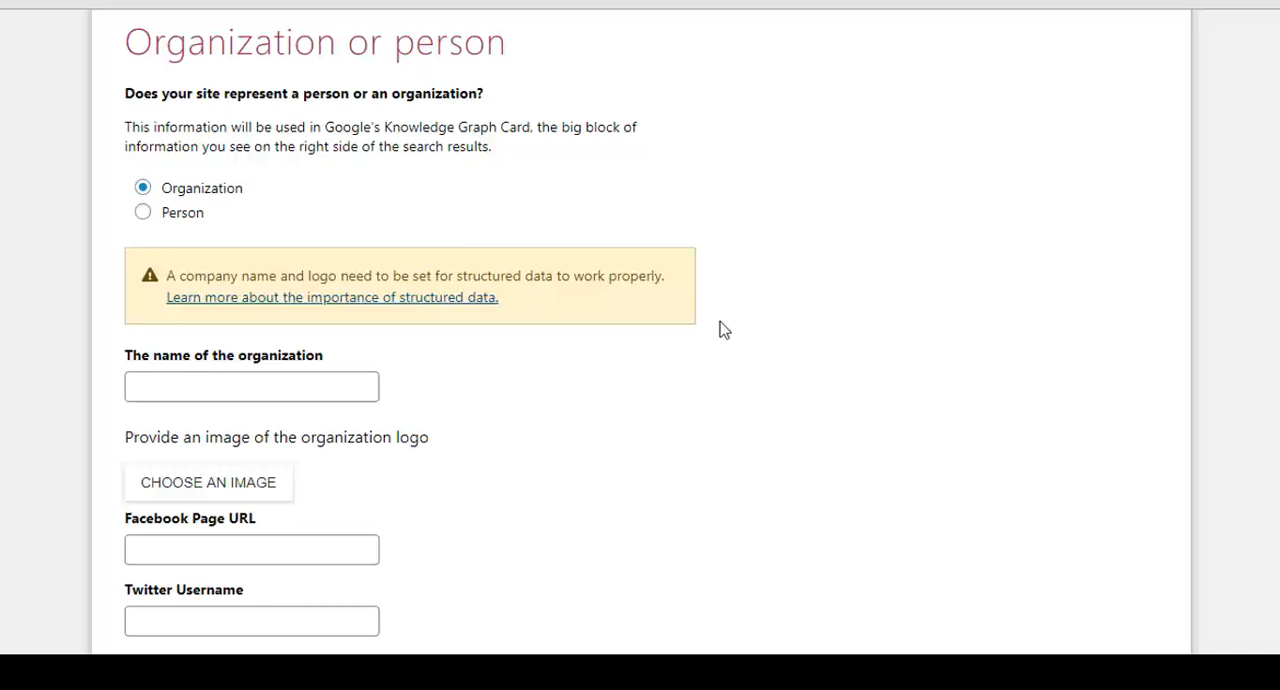 Organization or person
Does your site represent a person or an organization?
This information will be used in Google's Knowledge Graph Card, the big block of
information you see on the right side of the search results.
Organization
Person
A company name and logo need to be set for structured data to work properly.
Learn more about the importance of structured data.
The name of the organization
Provide an image of the organization logo
CHOOSE AN IMAGE
Facebook Page URL
Twitter Username